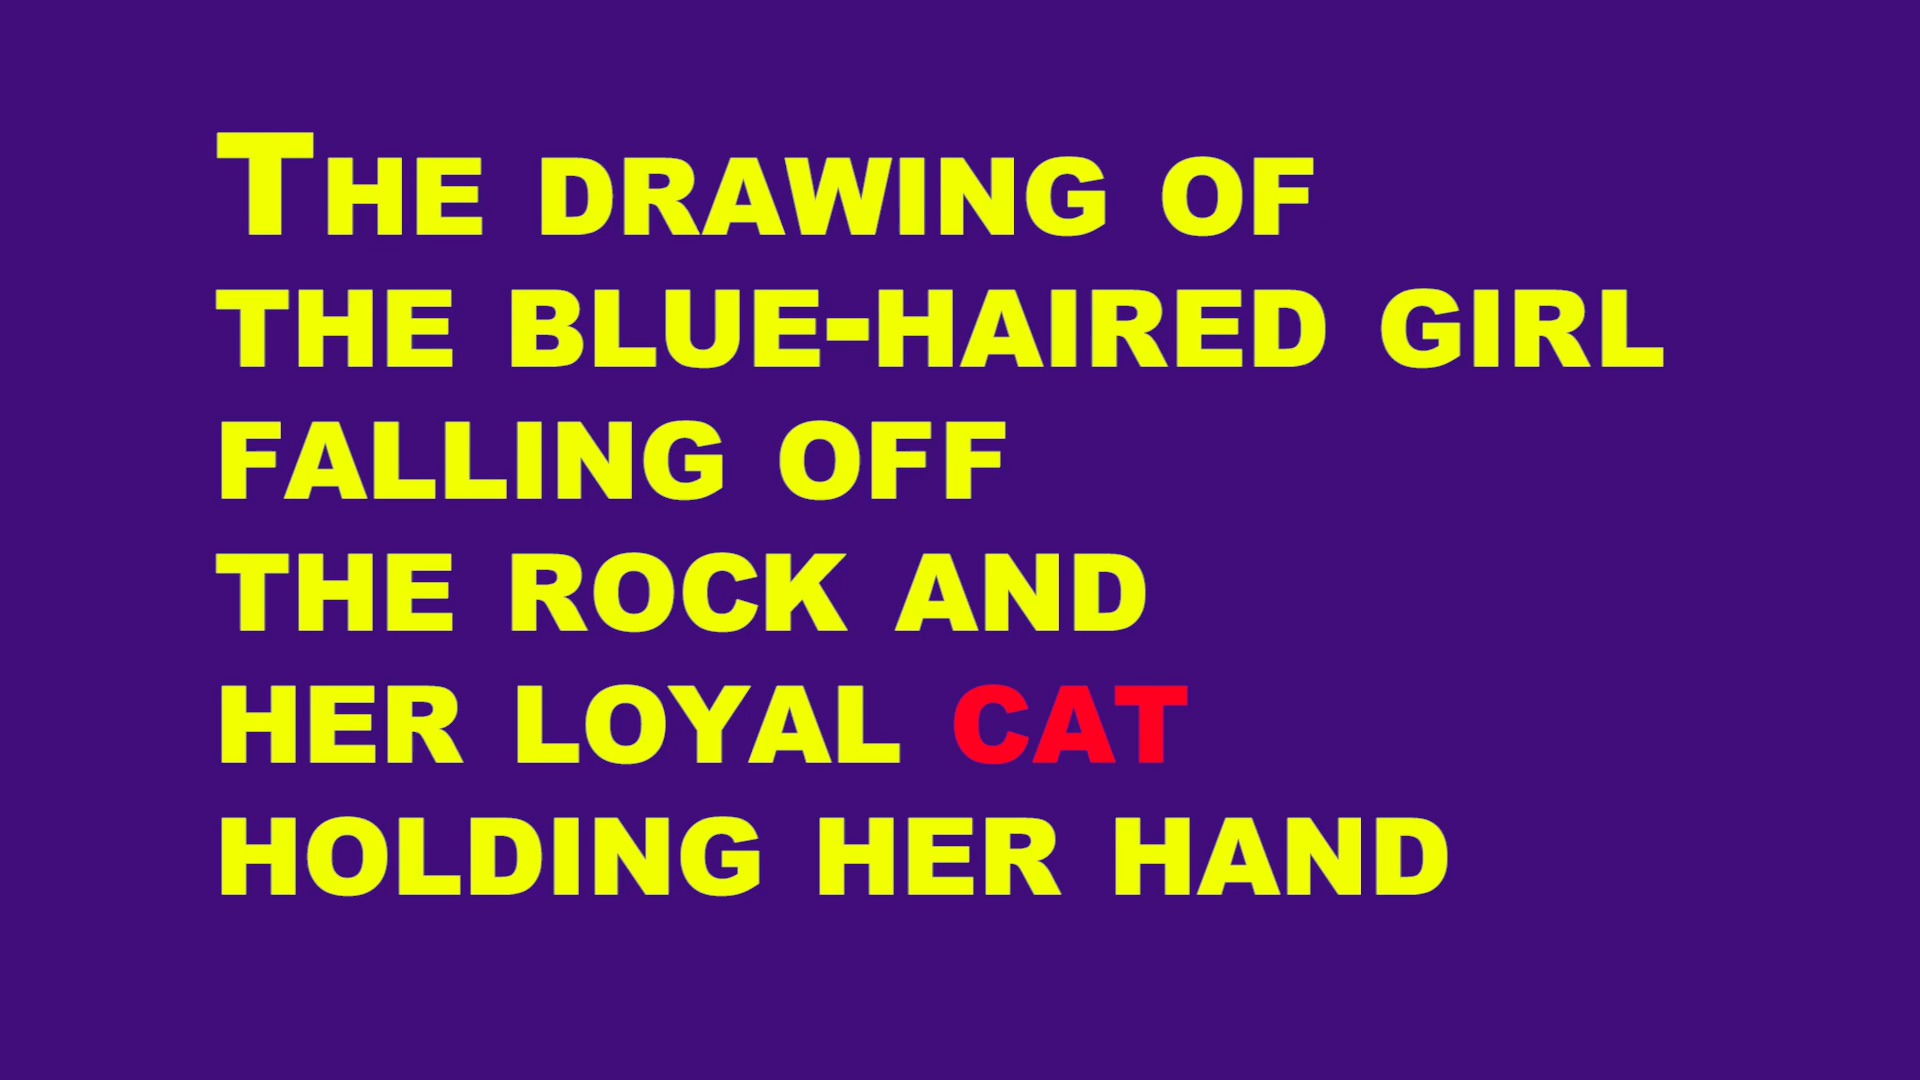 The drawing of
the blue-haired girl
falling off
the rock and
her loyal cat
holding her hand